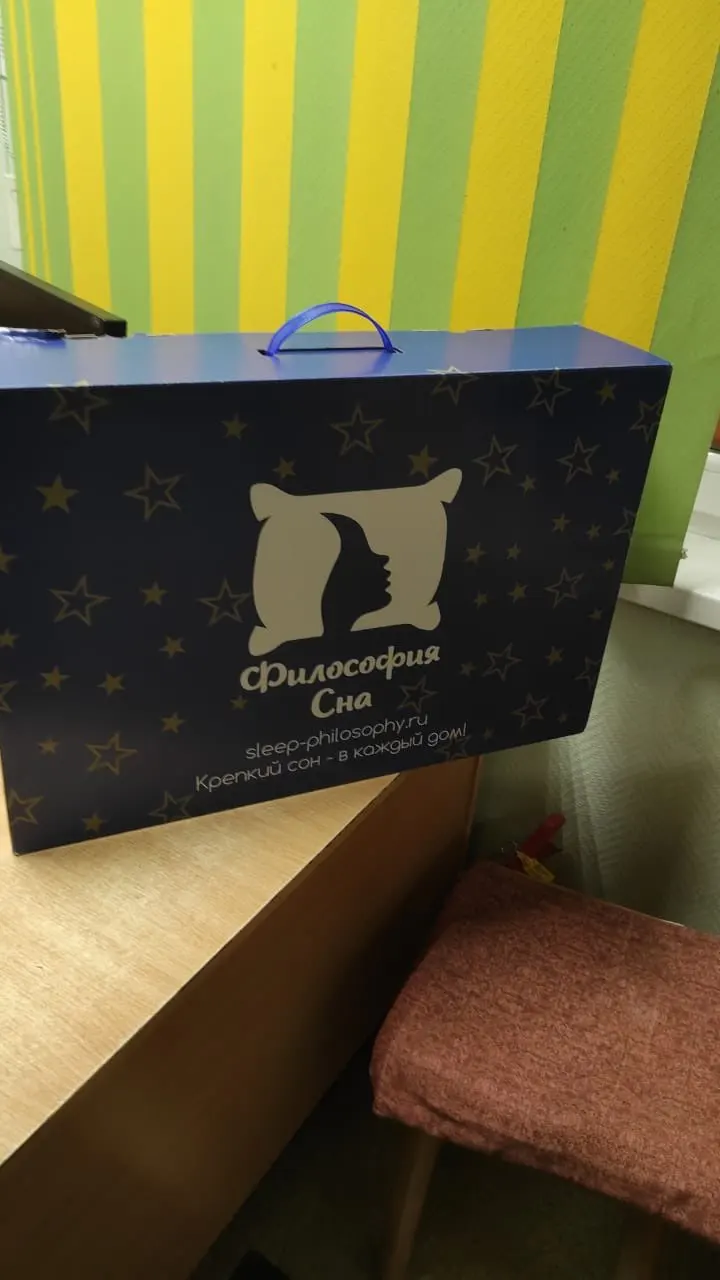 Философия
Сна
sleep-philosophy.ru
Крепкий сон - в каждый дом!